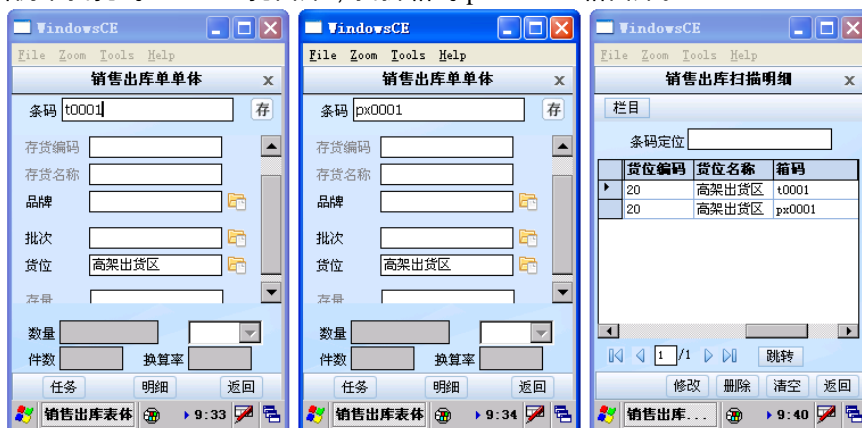 WindowsCE
File Zoom Tools Help
销售出库单单体 x
条码 t0001 存
存货编码
存货名称
品牌
批次
货位 高架出货区
存量
数量
件数 换算率
任务 明细 返回
销售出库表体 9:33
WindowsCE
File Zoom Tools Help
销售出库单单体 x
条码 px0001 存
存货编码
存货名称
品牌
批次
货位 高架出货区
存量
数量
件数 换算率
任务 明细 返回
销售出库表体 9:34
WindowsCE
File Zoom Tools Help
销售出库扫描明细 x
栏目
条码定位
货位编码 货位名称 箱码
20 高架出货区 t0001
20 高架出货区 px0001
1 /1 跳转
修改 删除 清空 返回
销售出库... 9:40